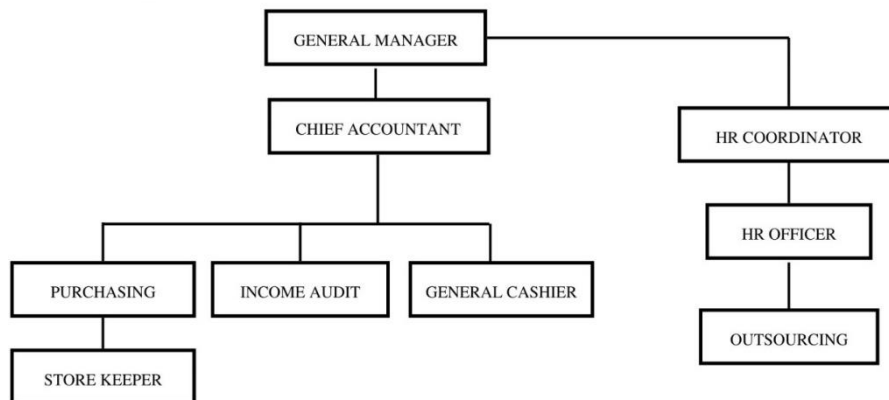 GENERAL MANAGER
CHIEF ACCOUNTANT
HR COORDINATOR
HR OFFICER
PURCHASING
INCOME AUDIT
GENERAL CASHIER
OUTSOURCING
STORE KEEPER